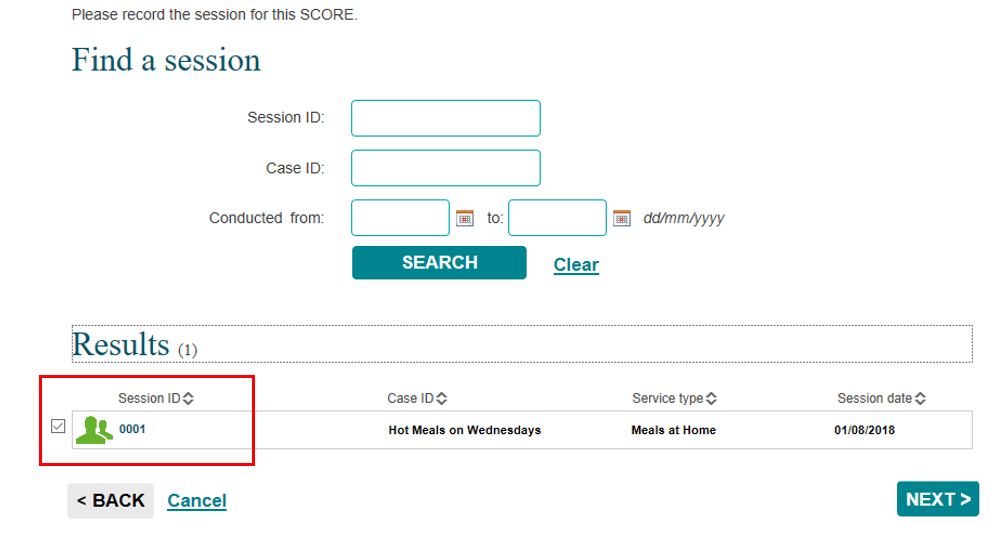 Please record the session for this SCORE.
Find a session
Session ID:
Case ID:
Conducted from: to: dd/mm/yyyy
SEARCH Clear
Results (1)
Session ID Case ID Service type Session date
0001 Hot Meals on Wednesdays Meals at Home 01/08/2018
< BACK Cancel NEXT >